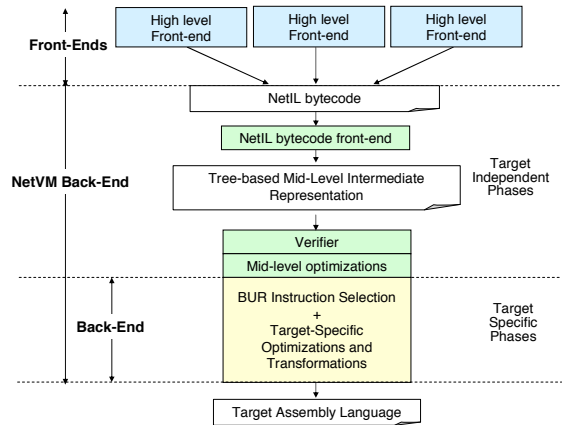 High level
Front-end
High level
Front-end
High level
Front-end
Front-Ends
NetIL bytecode
NetIL bytecode front-end
Tree-based Mid-Level Intermediate
Representation
Target
Independent
Phases
NetVM Back-End
Verifier
Mid-level optimizations
BUR Instruction Selection
+
Target-Specific
Optimizations and
Transformations
Back-End
Target
Specific
Phases
Target Assembly Language